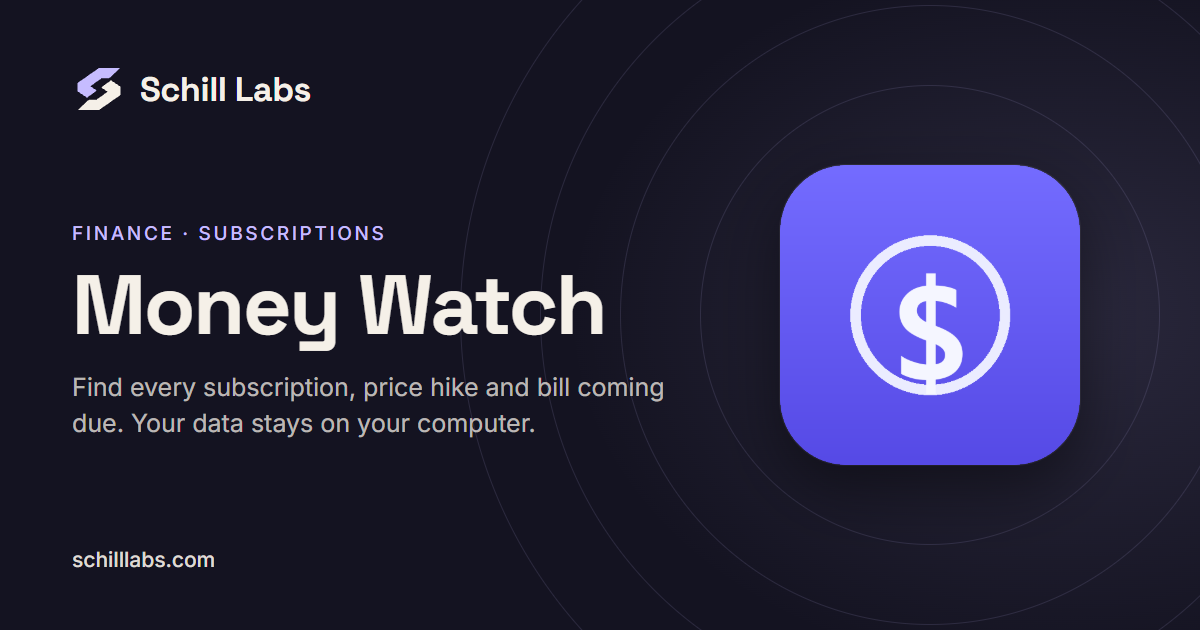 Schill Labs
FINANCE · SUBSCRIPTIONS
Money Watch
Find every subscription, price hike and bill coming
due. Your data stays on your computer.
$
schilllabs.com